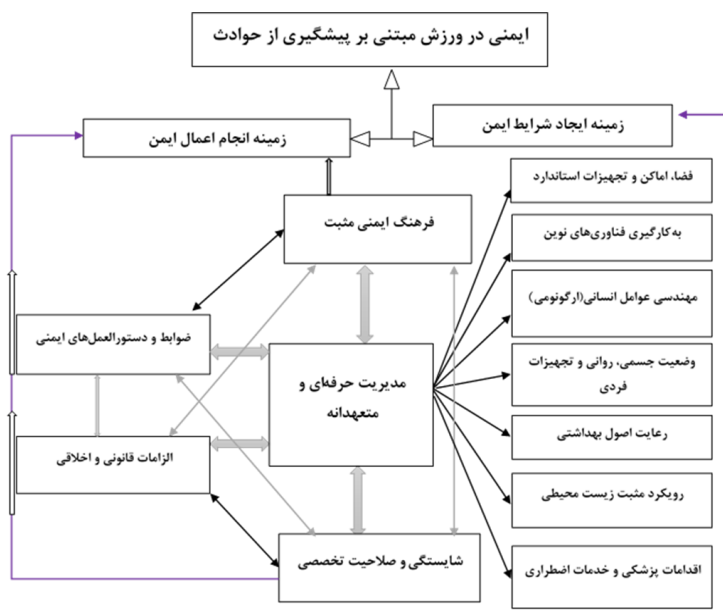 ایمنی در ورزش مبتنی بر پیشگیری از حوادث
زمینه ایجاد شرایط ایمن
زمینه انجام اعمال ایمن
فضا، اماکن و تجهیزات استاندارد
فرهنگ ایمنی مثبت
به‌کارگیری فناوری‌های نوین
مهندسی عوامل انسانی(ارگونومی)
ضوابط و دستورالعمل‌های ایمنی
وضعیت جسمی، روانی و تجهیزات
فردی
مدیریت حرفه‌ای و
متعهدانه
رعایت اصول بهداشتی
الزامات قانونی و اخلاقی
رویکرد مثبت زیست محیطی
شایستگی و صلاحیت تخصصی
اقدامات پزشکی و خدمات اضطراری